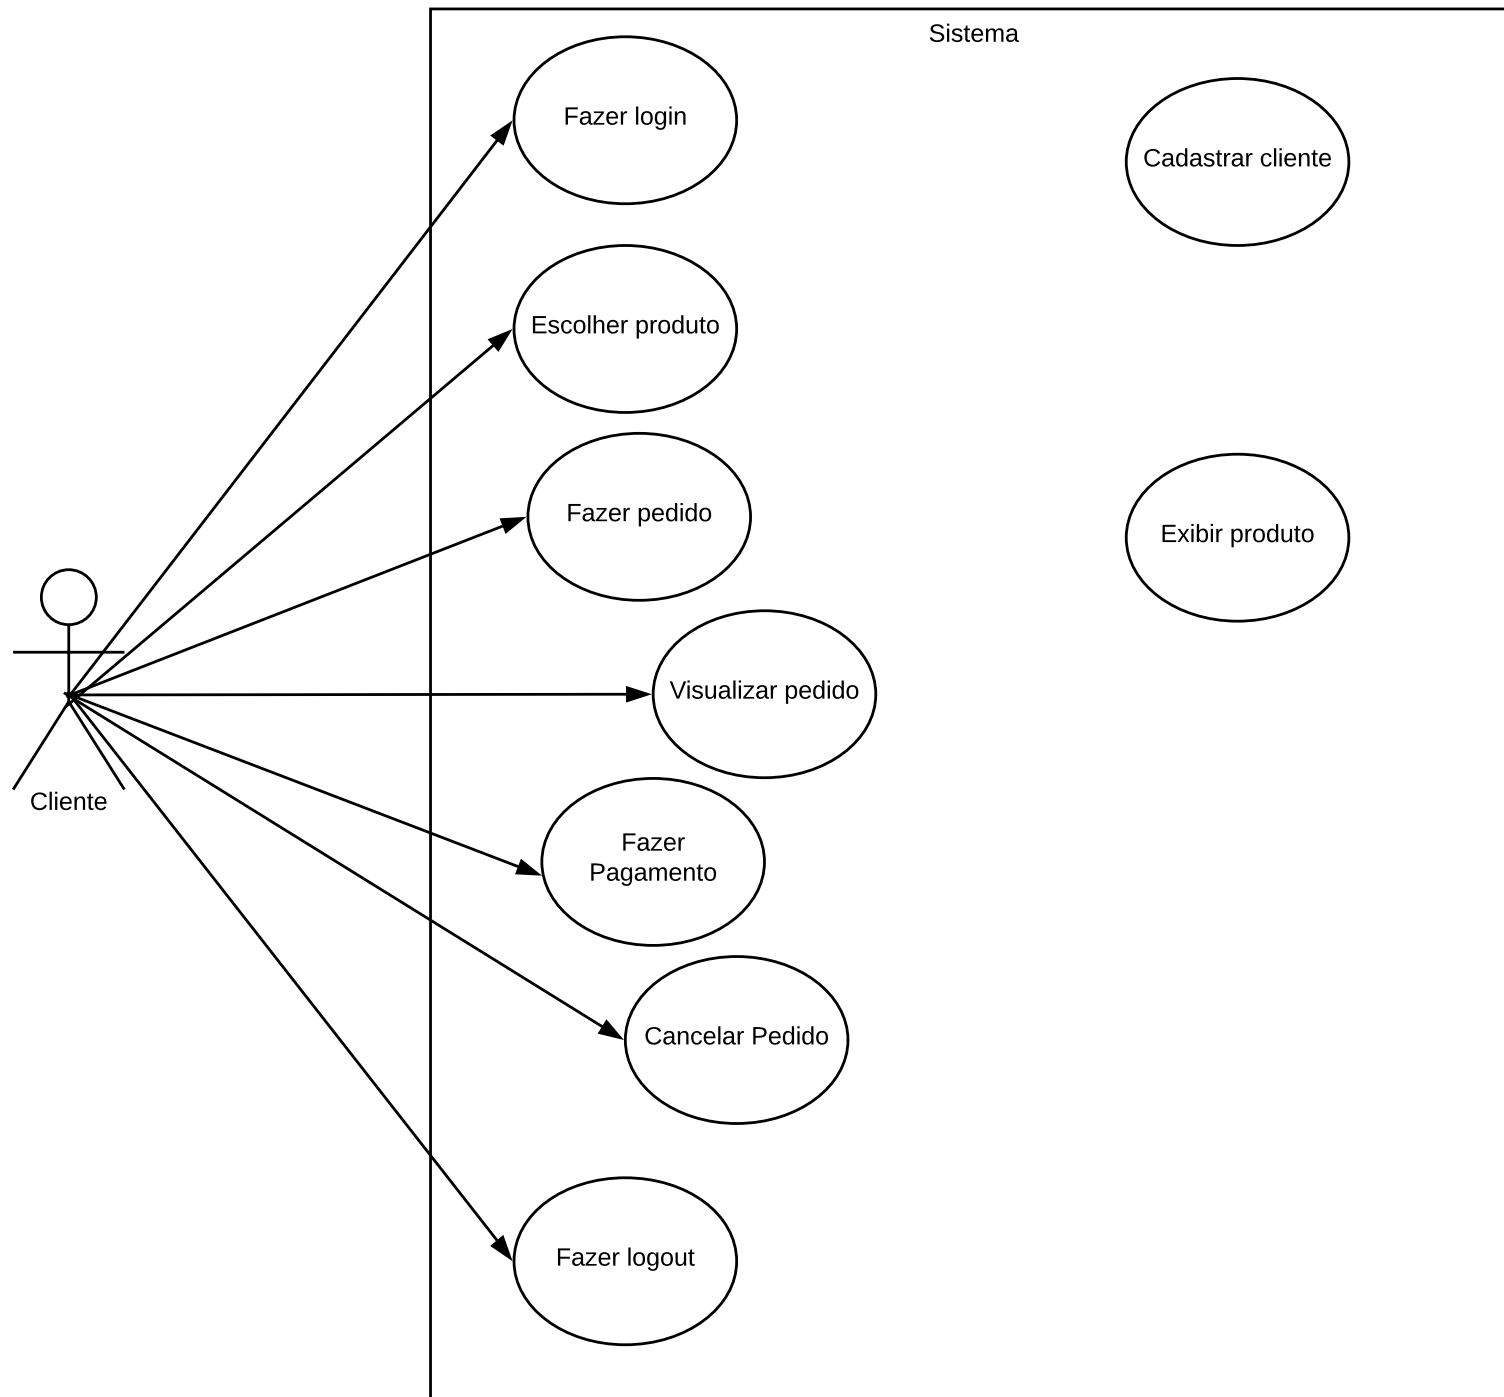 Sistema
Fazer login
Cadastrar cliente
Escolher produto
Fazer pedido
Exibir produto
Visualizar pedido
Cliente
Fazer
Pagamento
Cancelar Pedido
Fazer logout